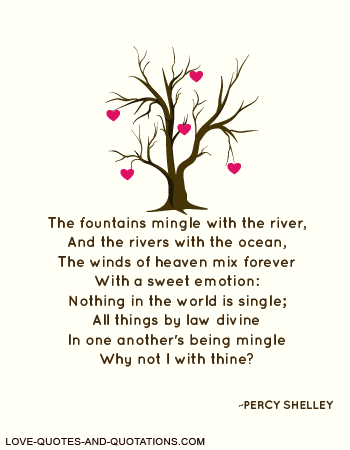 The fountains mingle with the river,
And the rivers with the ocean,
The winds of heaven mix forever
With a sweet emotion:
Nothing in the world is single;
All things by law divine
In one another's being mingle
Why not I with thine?
~PERCY SHELLEY
LOVE-QUOTES-AND-QUOTATIONS.COM